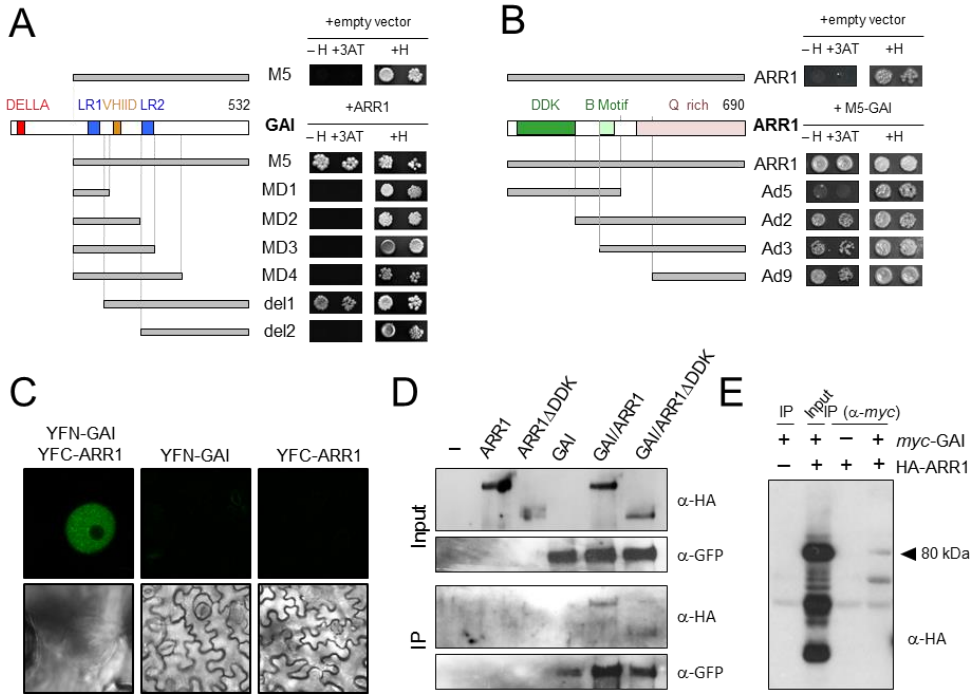 A
+empty vector
– H +3AT +H
M5
DELLA LR1 VHIID LR2 532
+ARR1
GAI
– H +3AT +H
M5
MD1
MD2
MD3
MD4
del1
del2
B
+empty vector
– H +3AT +H
ARR1
DDK B Motif Q rich 690
+ M5-GAI
ARR1
– H +3AT +H
ARR1
Ad5
Ad2
Ad3
Ad9
C
YFN-GAI
YFC-ARR1
YFN-GAI
YFC-ARR1
D
– ARR1 ARR1ΔDDK GAI GAI/ARR1 GAI/ARR1ΔDDK
Input
α-HA
α-GFP
IP
α-HA
α-GFP
E
IP Input IP (α-myc)
+ + – + myc-GAI
– + + + HA-ARR1
80 kDa
α-HA